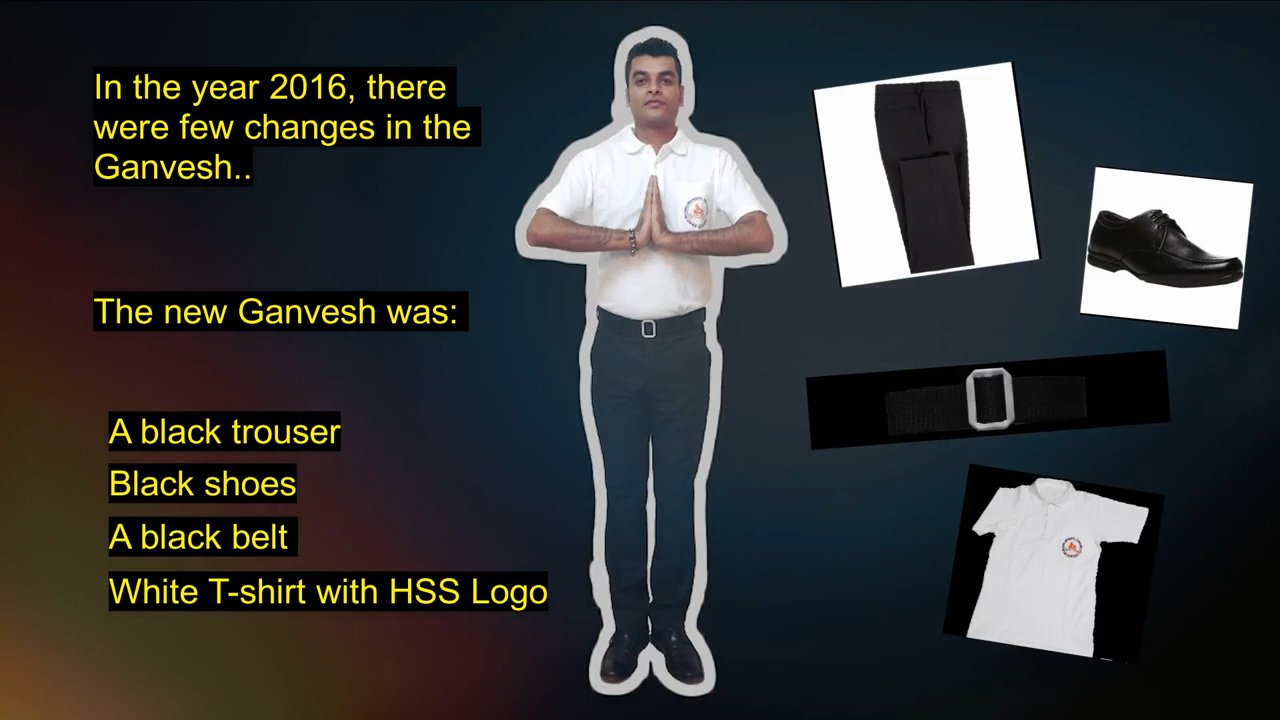 In the year 2016, there
were few changes in the
Ganvesh..
The new Ganvesh was:
A black trouser
Black shoes
A black belt
White T-shirt with HSS Logo